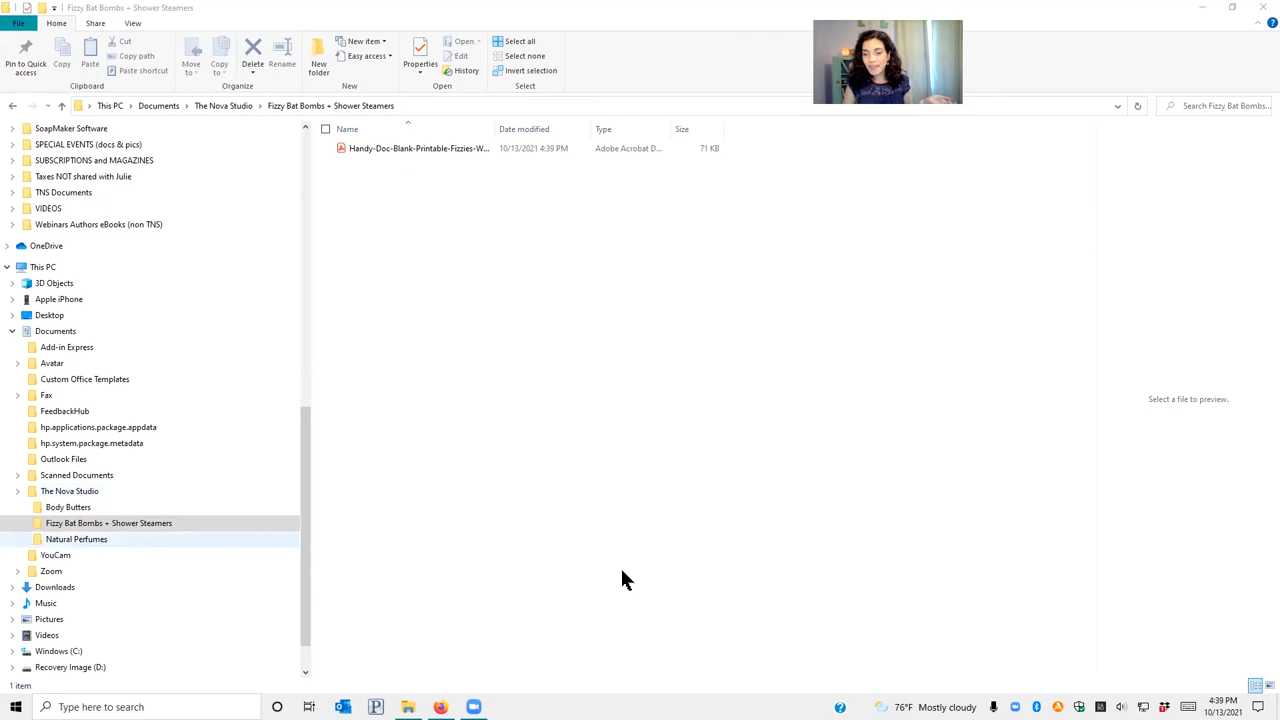 Fizzy Bat Bombs + Shower Steamers
File
Home
Share
View
Pin to Quick access
Copy
Paste
Cut
Copy path
Paste shortcut
Clipboard
Move to
Copy to
Delete
Rename
Organize
New folder
New item
Easy access
New
Properties
Open
Edit
History
Open
Select all
Select none
Invert selection
Select
This PC > Documents > The Nova Studio > Fizzy Bat Bombs + Shower Steamers
Search Fizzy Bat Bombs...
Name
Date modified
Type
Size
Handy-Doc-Blank-Printable-Fizzies-W...
10/13/2021 4:39 PM
Adobe Acrobat D...
71 KB
SoapMaker Software
SPECIAL EVENTS (docs & pics)
SUBSCRIPTIONS and MAGAZINES
Taxes NOT shared with Julie
TNS Documents
VIDEOS
Webinars Authors eBooks (non TNS)
OneDrive
This PC
3D Objects
Apple iPhone
Desktop
Documents
Add-in Express
Avatar
Custom Office Templates
Fax
FeedbackHub
hp.applications.package.appdata
hp.system.package.metadata
Outlook Files
Scanned Documents
The Nova Studio
Body Butters
Fizzy Bat Bombs + Shower Steamers
Natural Perfumes
YouCam
Zoom
Downloads
Music
Pictures
Videos
Windows (C:)
Recovery Image (D:)
Select a file to preview.
1 item
Type here to search
76°F Mostly cloudy
4:39 PM
10/13/2021